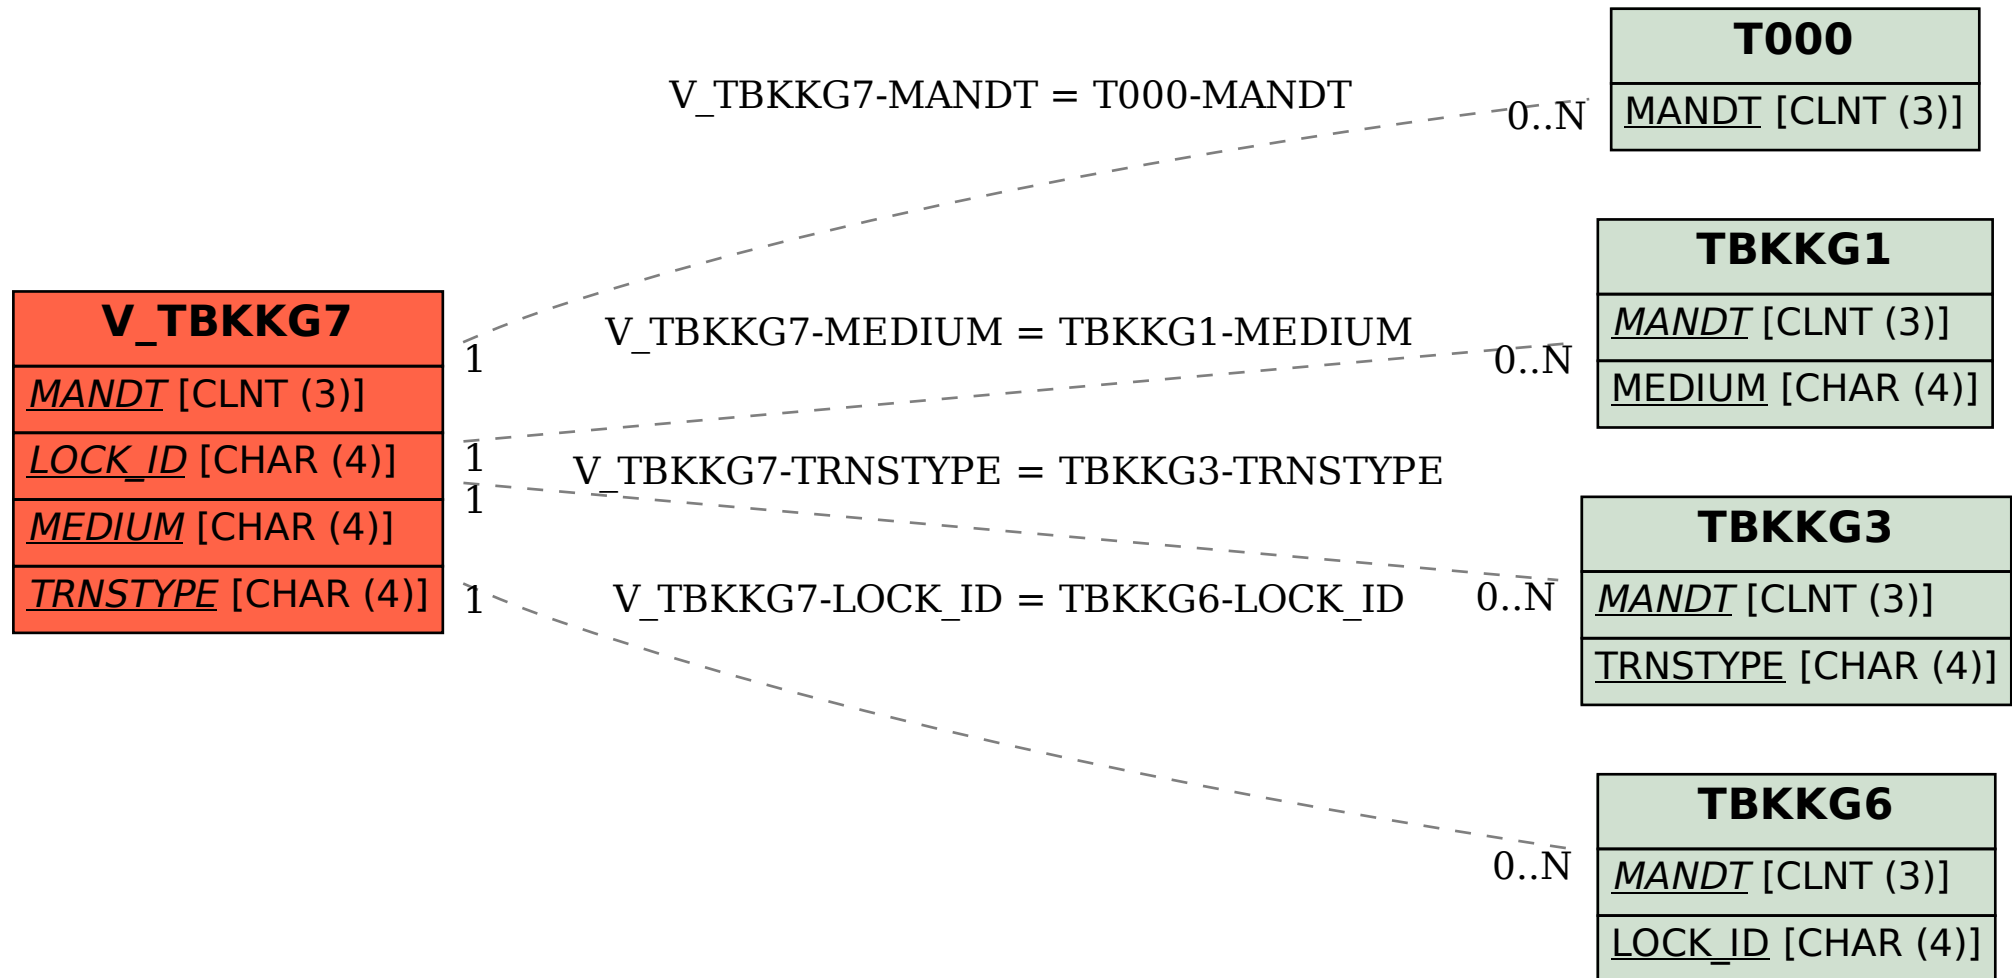 T000
MANDT [CLNT (3)]
V_TBKKG7-MANDT = T000-MANDT
0..N
TBKKG1
MANDT [CLNT (3)]
MEDIUM [CHAR (4)]
V_TBKKG7
MANDT [CLNT (3)]
LOCK_ID [CHAR (4)]
MEDIUM [CHAR (4)]
TRNSTYPE [CHAR (4)]
1
V_TBKKG7-MEDIUM = TBKKG1-MEDIUM
0..N
1
V_TBKKG7-TRNSTYPE = TBKKG3-TRNSTYPE
1
TBKKG3
MANDT [CLNT (3)]
TRNSTYPE [CHAR (4)]
1
V_TBKKG7-LOCK_ID = TBKKG6-LOCK_ID
0..N
TBKKG6
MANDT [CLNT (3)]
LOCK_ID [CHAR (4)]
0..N